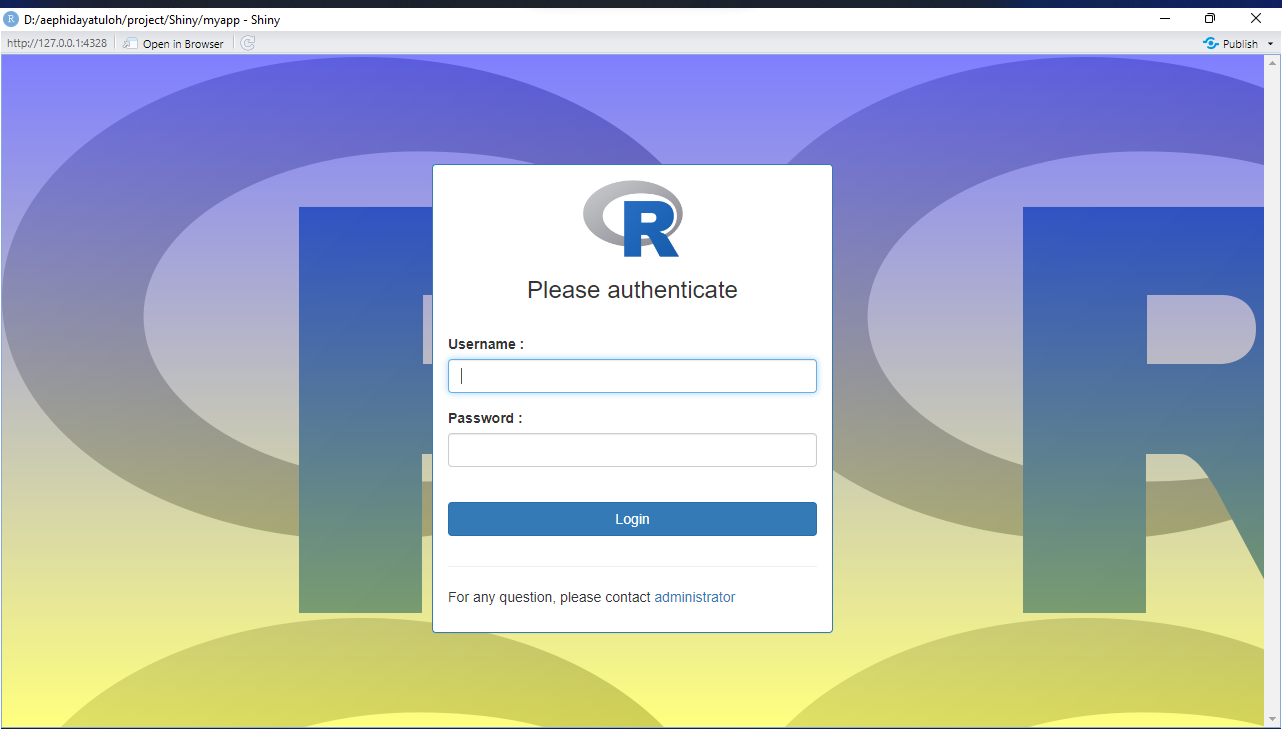 D:/aephidayatuloh/project/Shiny/myapp - Shiny
http://127.0.0.1:4328 Open in Browser Publish
R
Please authenticate
Username :
Password :
Login
For any question, please contact administrator